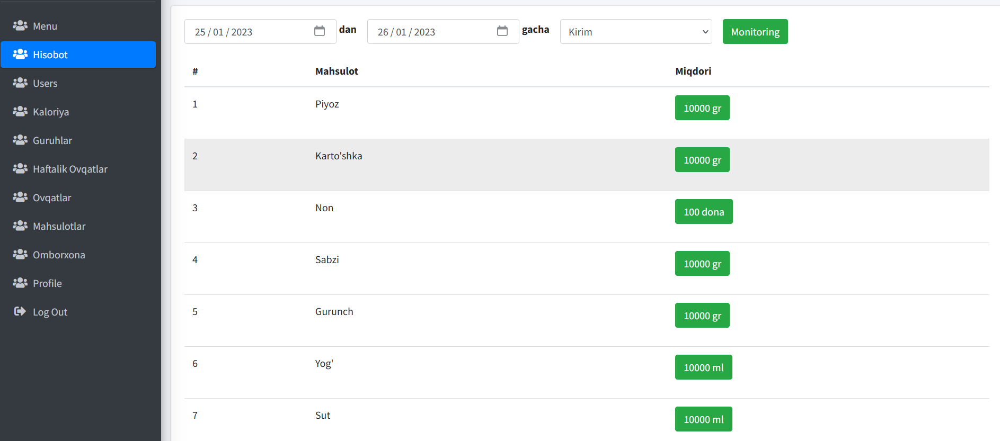 Menu
Hisobot
Users
Kaloriya
Guruhlar
Haftalik Ovqatlar
Ovqatlar
Mahsulotlar
Omborxona
Profile
Log Out
25 / 01 / 2023 dan 26 / 01 / 2023 gacha Kirim Monitoring
# Mahsulot Miqdori
1 Piyoz 10000 gr
2 Karto'shka 10000 gr
3 Non 100 dona
4 Sabzi 10000 gr
5 Gurunch 10000 gr
6 Yog' 10000 ml
7 Sut 10000 ml